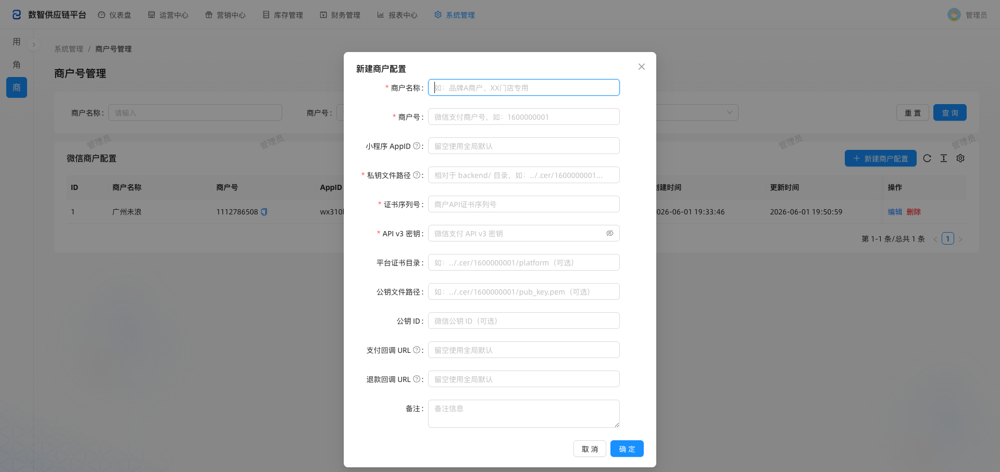 数智供应链平台 仪表盘 运营中心 营销中心 库存管理 财务管理 报表中心 系统管理 管理员
用
角
商
系统管理 / 商户号管理
商户号管理
商户名称: 请输入 商户号: 重 置 查 询
管理员 管理员 管理员 管理员
微信商户配置 新建商户配置
ID 商户名称 商户号 AppID 创建时间 更新时间 操作
1 广州未浪 1112786508 wx310 026-06-01 19:33:46 2026-06-01 19:50:59 编辑 删除
第 1-1 条/总共 1 条 1
新建商户配置
* 商户名称: 如：品牌A商户、XX门店专用
* 商户号: 微信支付商户号，如：1600000001
小程序 AppID : 留空使用全局默认
* 私钥文件路径 : 相对于 backend/ 目录，如：../.cer/1600000001...
* 证书序列号: 商户API证书序列号
* API v3 密钥: 微信支付 API v3 密钥
平台证书目录: 如：../.cer/1600000001/platform（可选）
公钥文件路径: 如：../.cer/1600000001/pub_key.pem（可选）
公钥 ID: 微信公钥 ID（可选）
支付回调 URL : 留空使用全局默认
退款回调 URL : 留空使用全局默认
备注: 备注信息
取 消 确 定